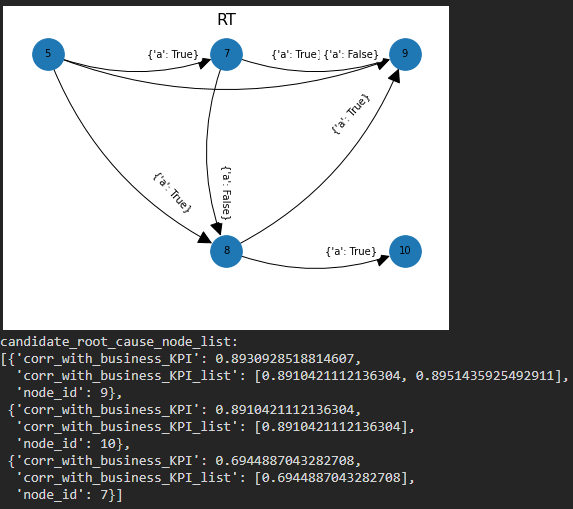 RT
5
{'a': True}
7
{'a': True}
{'a': False}
9
{'a': True}
{'a': True}
{'a': False}
8
{'a': True}
10
candidate_root_cause_node_list:
[{'corr_with_business_KPI': 0.8930928518814607,
'corr_with_business_KPI_list': [0.8910421112136304, 0.8951435925492911],
'node_id': 9},
{'corr_with_business_KPI': 0.8910421112136304,
'corr_with_business_KPI_list': [0.8910421112136304],
'node_id': 10},
{'corr_with_business_KPI': 0.6944887043282708,
'corr_with_business_KPI_list': [0.6944887043282708],
'node_id': 7}]